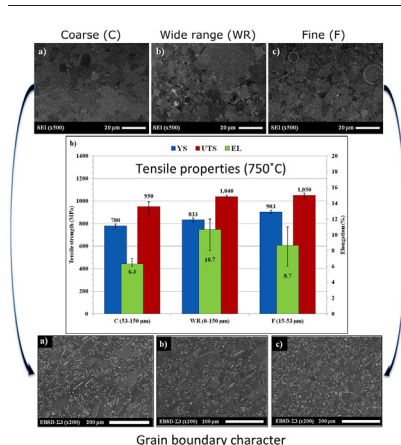 Coarse (C) Wide range (WR) Fine (F)
a) b) c)
SEI (x500) 20 μm SEI (x500) 20 μm SEI (x500) 20 μm
b) YS UTS EL
Tensile properties (750˚C)
Tensile strength (MPa)
1400
1200
1000
800
600
400
200
0
780 950 6.3
833 1,040 10.7
903 1,050 8.7
20
18
16
14
12
10
8
6
4
2
0
Elongation(%)
C (53-150 μm) WR (0-150 μm) F (15-53 μm)
a) b) c)
EBSD Σ3 (x200) 200 μm EBSD Σ3 (x200) 200 μm EBSD Σ3 (x200) 200 μm
Grain boundary character